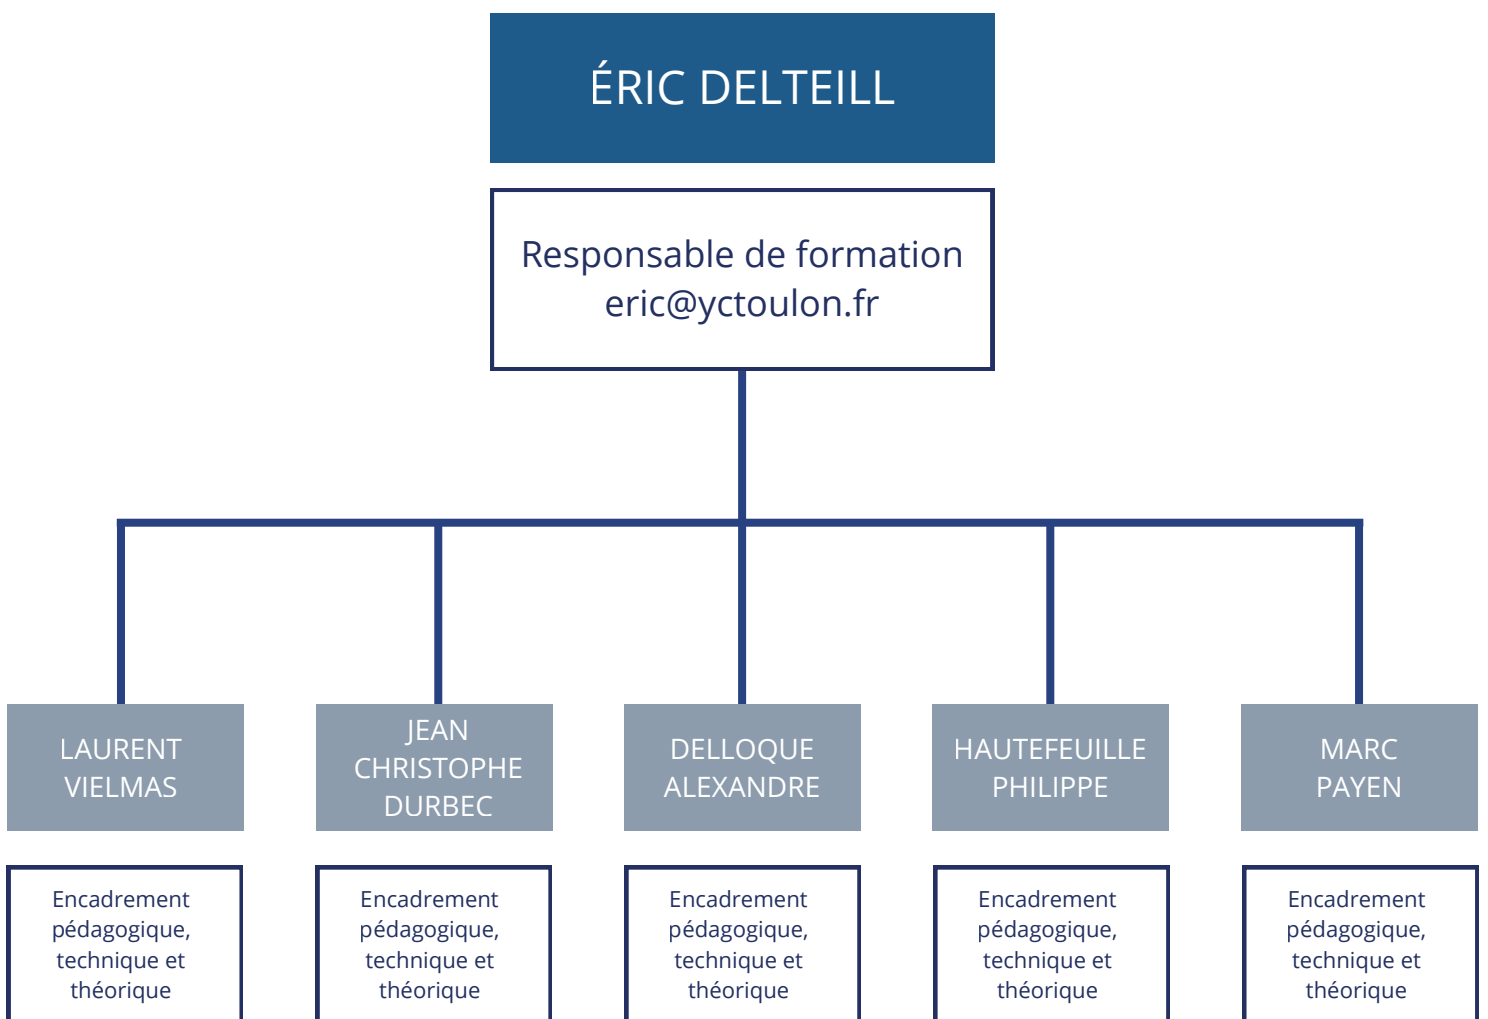 ÉRIC DELTEILL
Responsable de formation
eric@yctoulon.fr
LAURENT
VIELMAS
JEAN
CHRISTOPHE
DURBEC
DELLOQUE
ALEXANDRE
HAUTEFEUILLE
PHILIPPE
MARC
PAYEN
Encadrement
pédagogique,
technique et
théorique
Encadrement
pédagogique,
technique et
théorique
Encadrement
pédagogique,
technique et
théorique
Encadrement
pédagogique,
technique et
théorique
Encadrement
pédagogique,
technique et
théorique